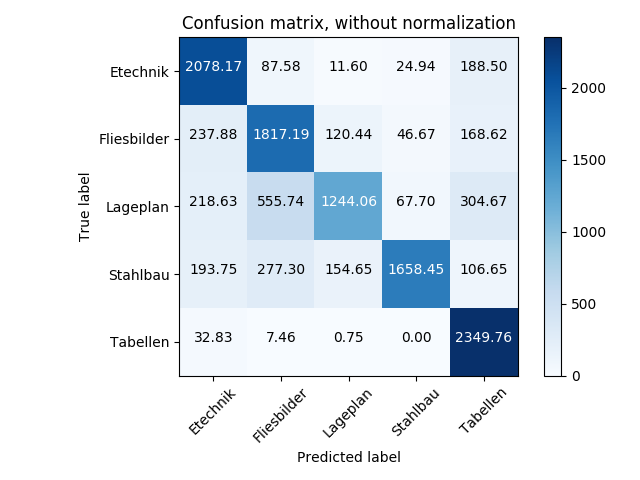 Confusion matrix, without normalization
Etechnik 2078.17 87.58 11.60 24.94 188.50
Fliesbilder 237.88 1817.19 120.44 46.67 168.62
Lageplan 218.63 555.74 1244.06 67.70 304.67
Stahlbau 193.75 277.30 154.65 1658.45 106.65
Tabellen 32.83 7.46 0.75 0.00 2349.76
True label
Etechnik Fliesbilder Lageplan Stahlbau Tabellen
Predicted label
2000
1500
1000
500
0